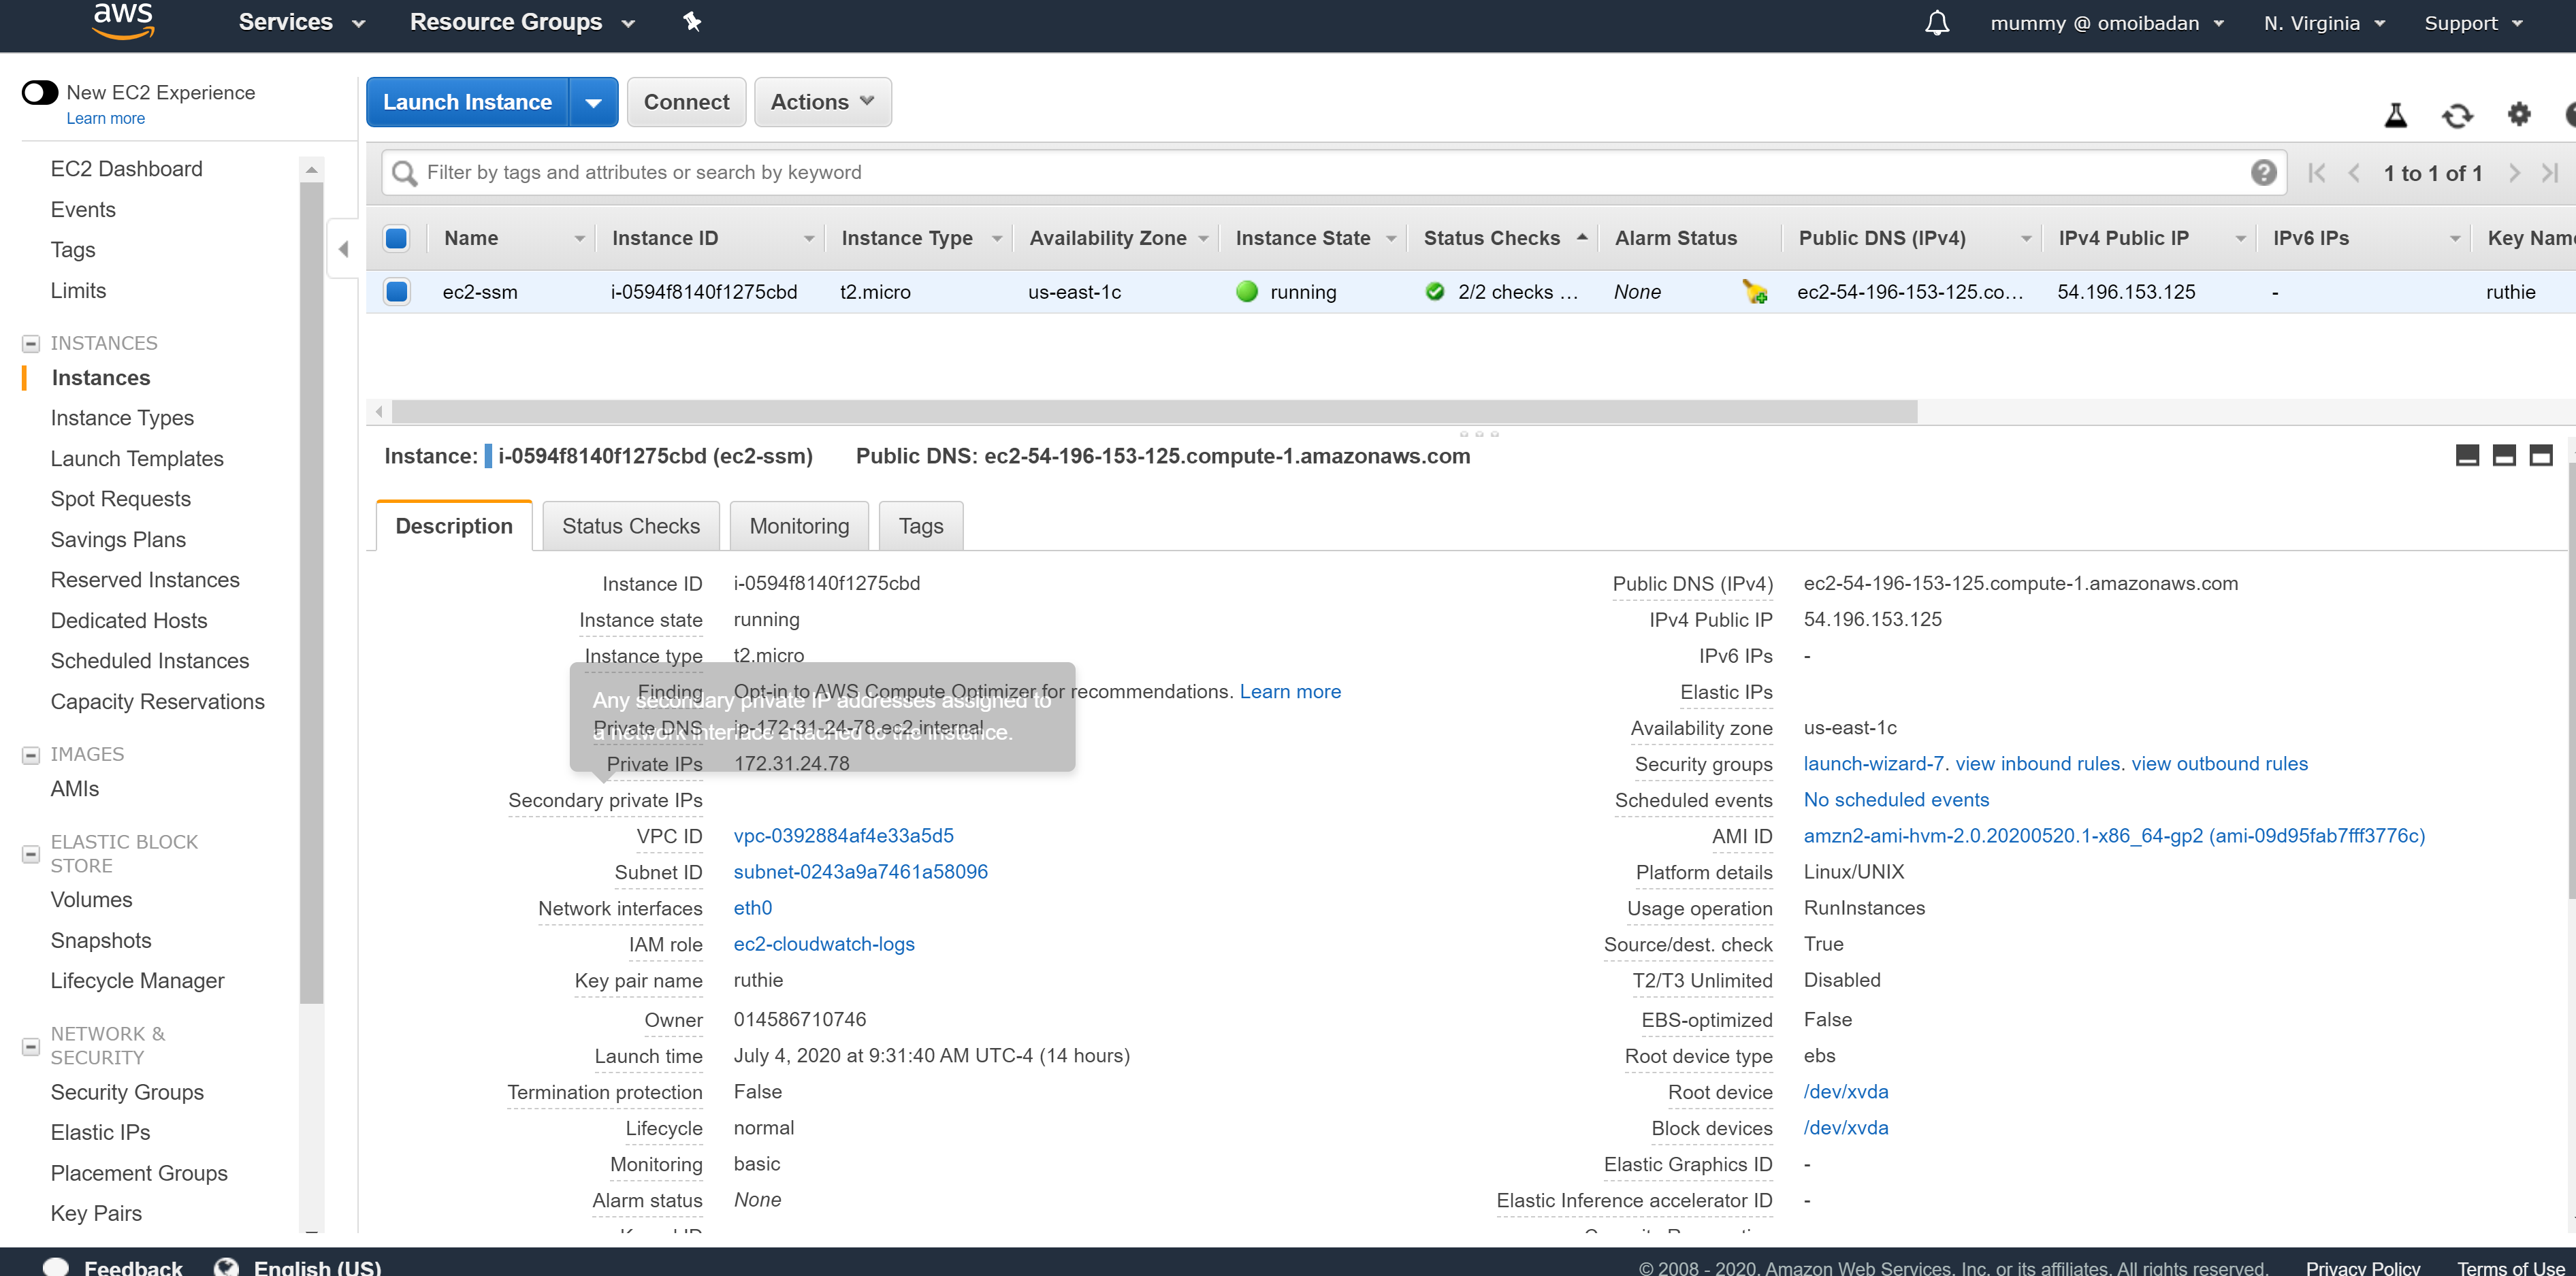 aws Services Resource Groups mummy @ omoibadan N. Virginia Support
New EC2 Experience
Learn more
EC2 Dashboard
Events
Tags
Limits
INSTANCES
Instances
Instance Types
Launch Templates
Spot Requests
Savings Plans
Reserved Instances
Dedicated Hosts
Scheduled Instances
Capacity Reservations
IMAGES
AMIs
ELASTIC BLOCK
STORE
Volumes
Snapshots
Lifecycle Manager
NETWORK &
SECURITY
Security Groups
Elastic IPs
Placement Groups
Key Pairs
Launch Instance Connect Actions
Filter by tags and attributes or search by keyword 1 to 1 of 1
Name Instance ID Instance Type Availability Zone Instance State Status Checks Alarm Status Public DNS (IPv4) IPv4 Public IP IPv6 IPs Key Nam
ec2-ssm i-0594f8140f1275cbd t2.micro us-east-1c running 2/2 checks ... None ec2-54-196-153-125.co... 54.196.153.125 - ruthie
Instance: i-0594f8140f1275cbd (ec2-ssm) Public DNS: ec2-54-196-153-125.compute-1.amazonaws.com
Description Status Checks Monitoring Tags
Instance ID i-0594f8140f1275cbd
Instance state running
Instance type t2.micro
Finding Opt-in to AWS Compute Optimizer for recommendations. Learn more
Any secondary private IP addresses assigned to
Private DNS ip-172-31-24-78.ec2.internal
a network interface attached to the instance.
Private IPs 172.31.24.78
Secondary private IPs
VPC ID vpc-0392884af4e33a5d5
Subnet ID subnet-0243a9a7461a58096
Network interfaces eth0
IAM role ec2-cloudwatch-logs
Key pair name ruthie
Owner 014586710746
Launch time July 4, 2020 at 9:31:40 AM UTC-4 (14 hours)
Termination protection False
Lifecycle normal
Monitoring basic
Alarm status None
Public DNS (IPv4) ec2-54-196-153-125.compute-1.amazonaws.com
IPv4 Public IP 54.196.153.125
IPv6 IPs -
Elastic IPs
Availability zone us-east-1c
Security groups launch-wizard-7. view inbound rules. view outbound rules
Scheduled events No scheduled events
AMI ID amzn2-ami-hvm-2.0.20200520.1-x86_64-gp2 (ami-09d95fab7fff3776c)
Platform details Linux/UNIX
Usage operation RunInstances
Source/dest. check True
T2/T3 Unlimited Disabled
EBS-optimized False
Root device type ebs
Root device /dev/xvda
Block devices /dev/xvda
Elastic Graphics ID -
Elastic Inference accelerator ID -
Feedback English (US) © 2008 - 2020, Amazon Web Services, Inc. or its affiliates. All rights reserved. Privacy Policy Terms of Use